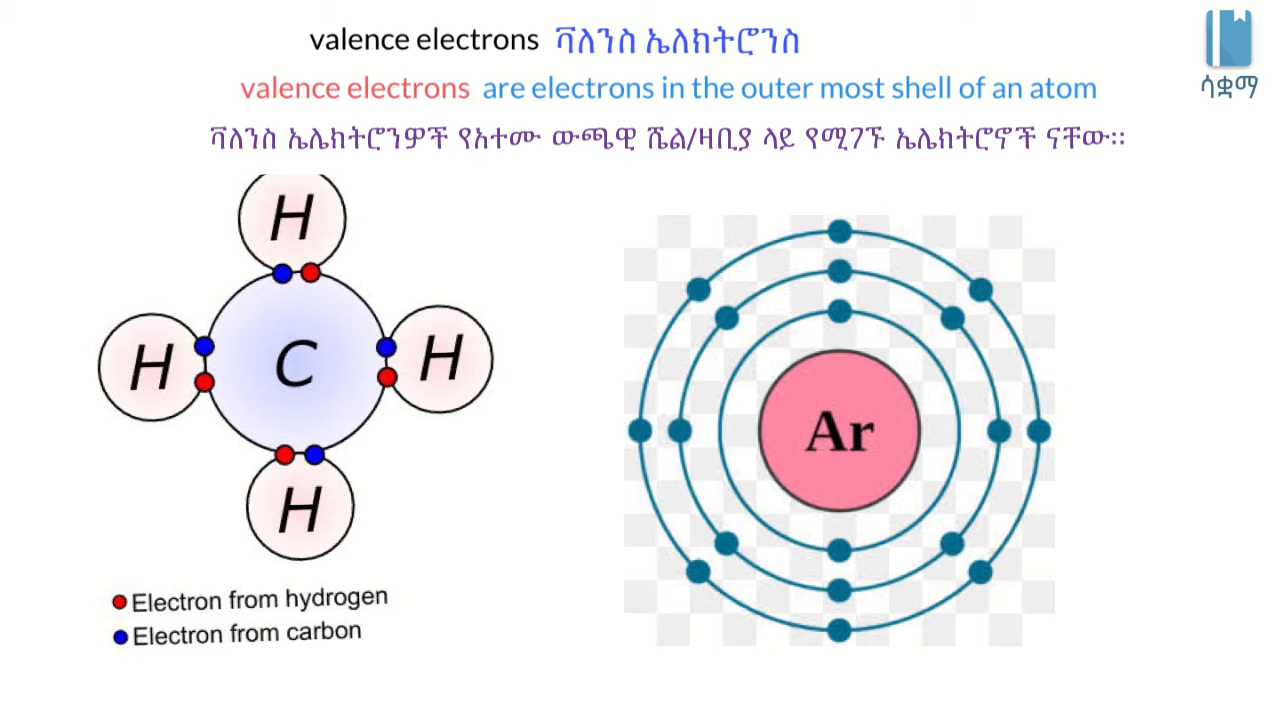 valence electrons ቫለንስ ኤለክትሮንስ
ሳቋማ
valence electrons are electrons in the outer most shell of an atom
ቫለንስ ኤሌክትሮንዎች የአተሙ ውጫዊ ሼል/ዛቢያ ላይ የሚገኙ ኤሌክትሮኖች ናቸው።
H
H
C
H
H
Ar
Electron from hydrogen
Electron from carbon